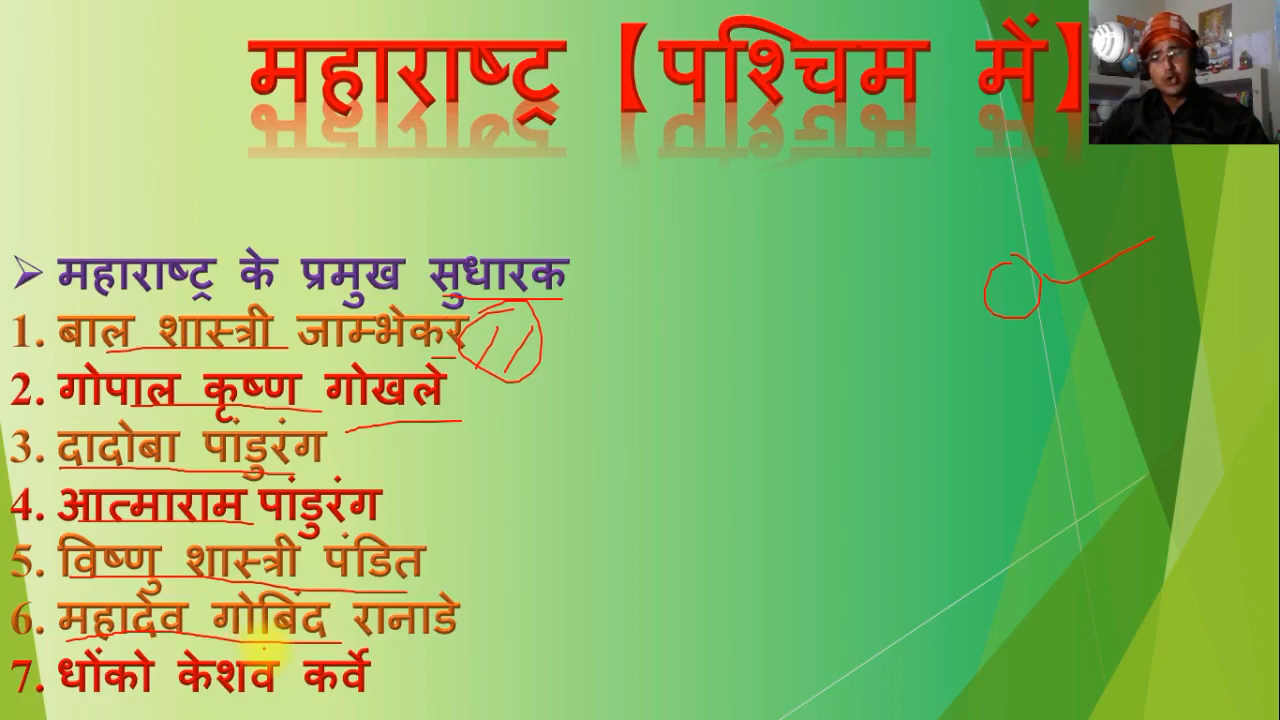 महाराष्ट्र 【पश्चिम में】
➢ महाराष्ट्र के प्रमुख सुधारक
1. बाल शास्त्री जाम्भेकर
2. गोपाल कृष्ण गोखले
3. दादोबा पांडुरंग
4. आत्माराम पांडुरंग
5. विष्णु शास्त्री पंडित
6. महादेव गोबिंद रानाडे
7. धोंको केशव कर्वे